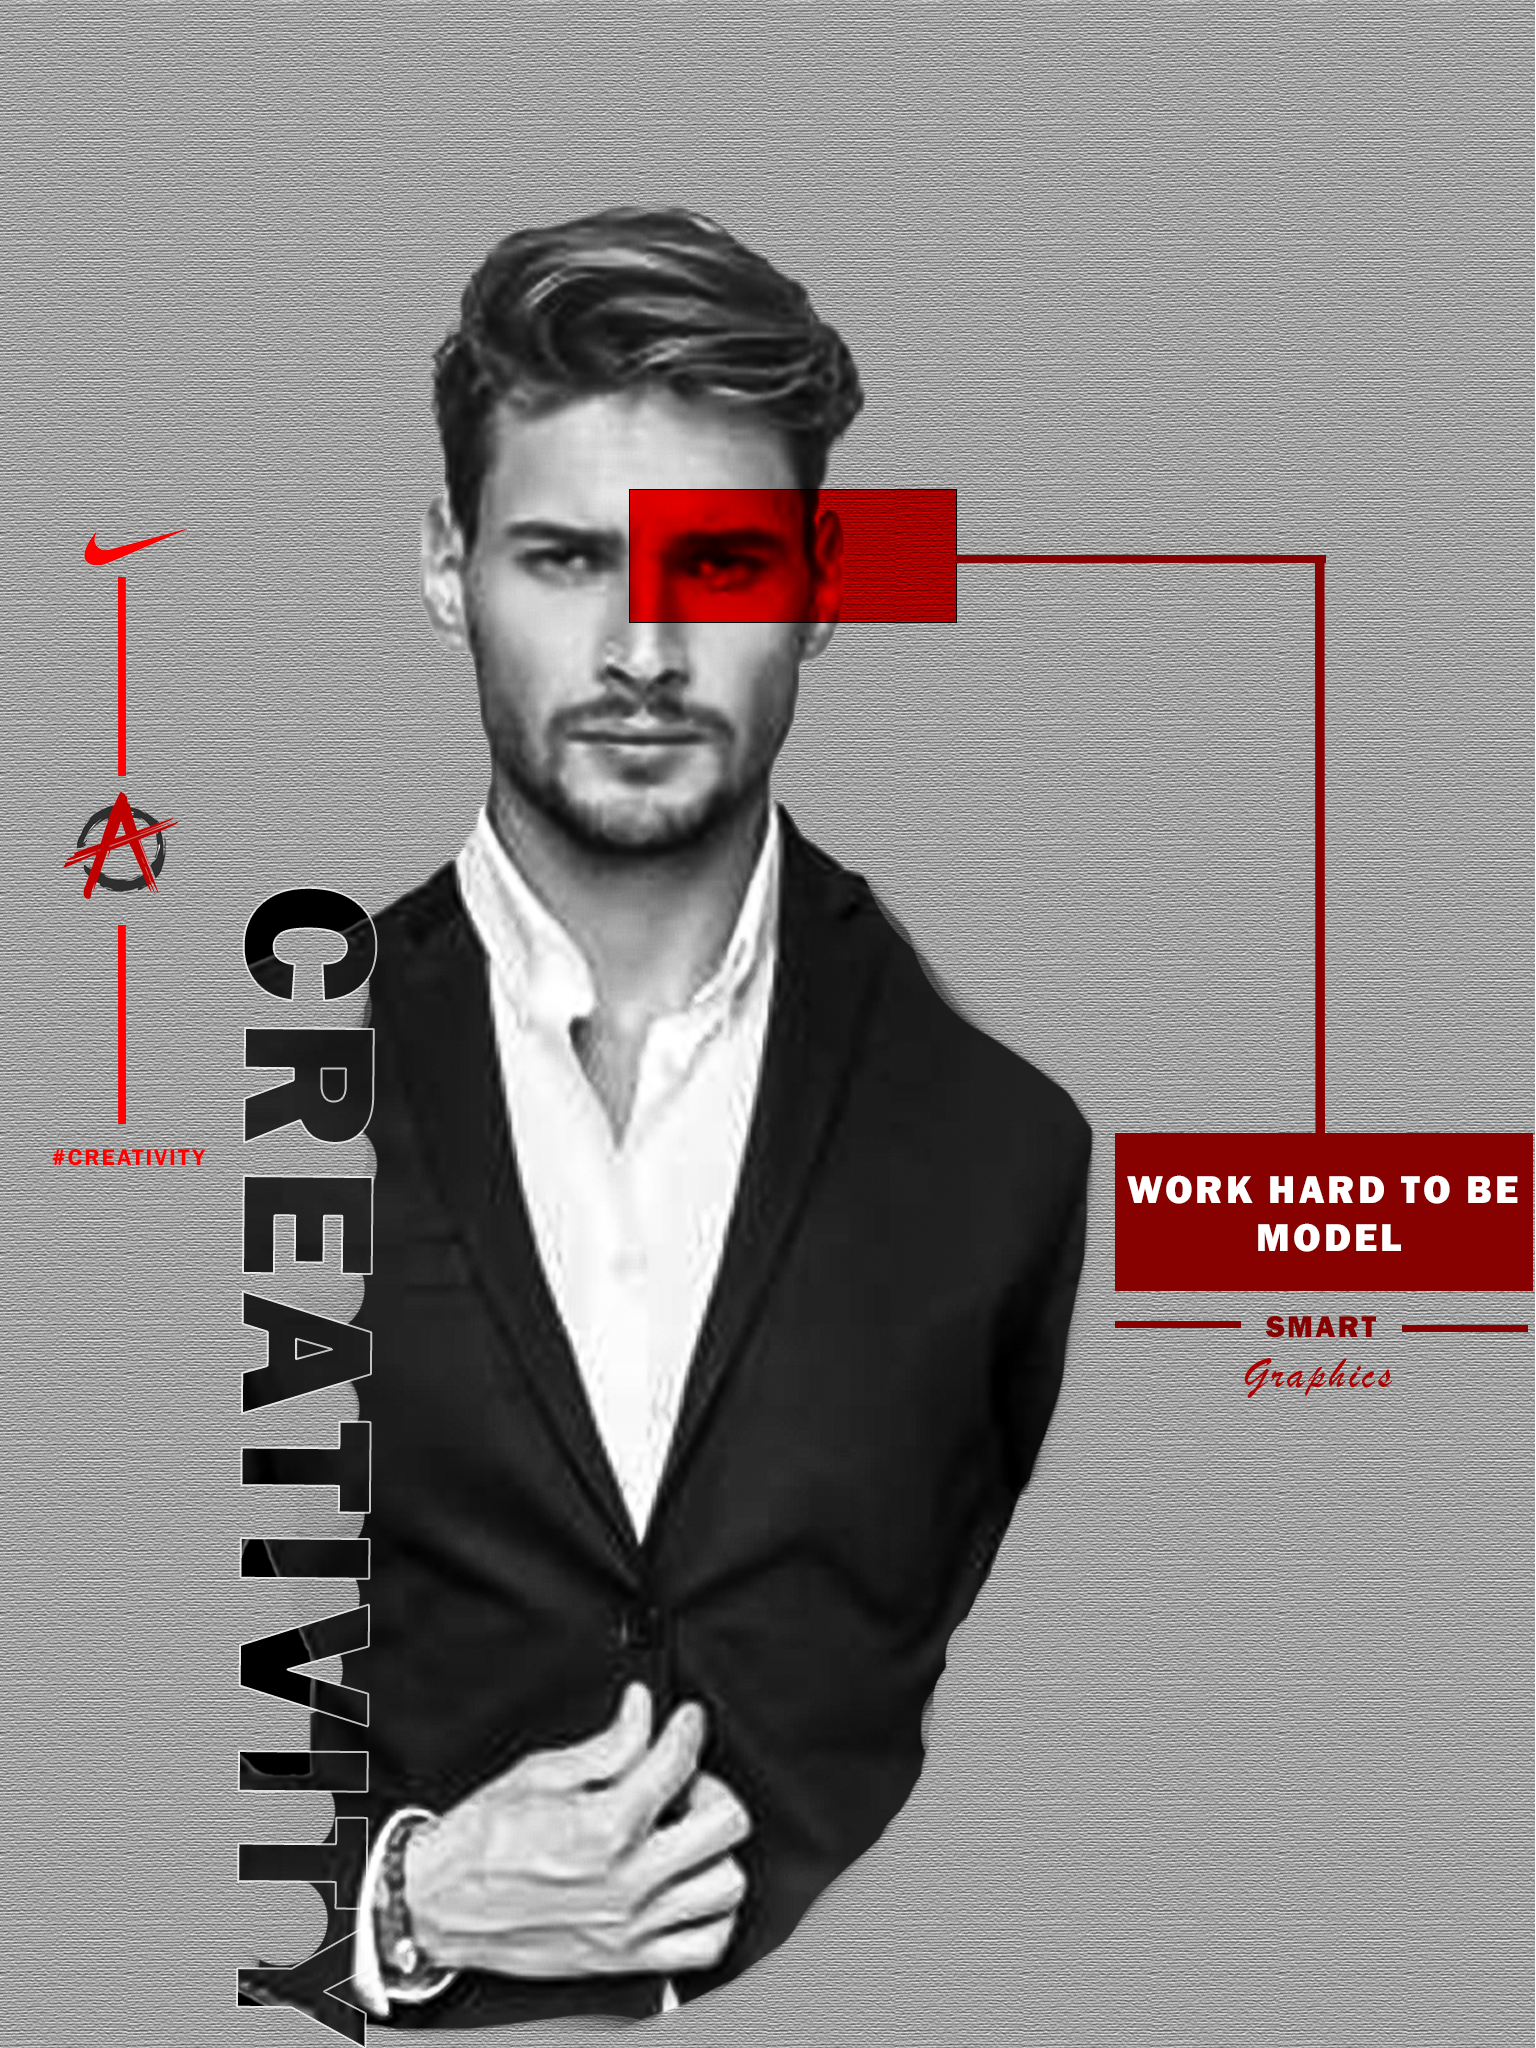 A
#CREATIVITY
CREATIVITY
WORK HARD TO BE
MODEL
SMART
Graphics